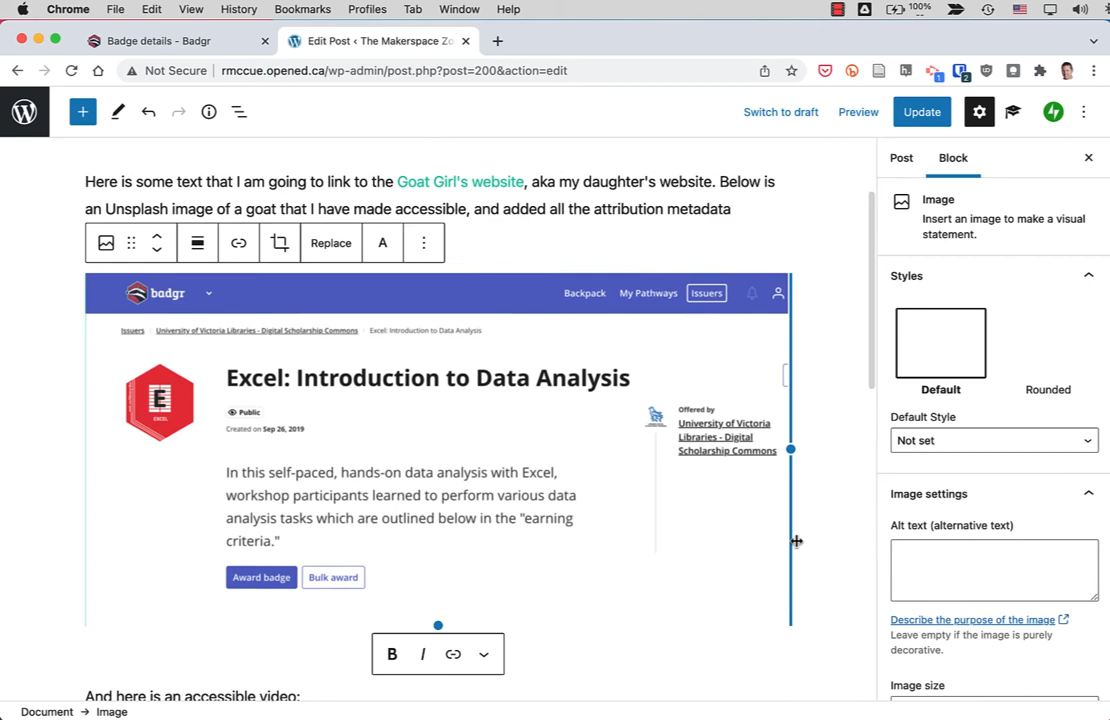 Chrome File Edit View History Bookmarks Profiles Tab Window Help 100%
Badge details - Badgr
Edit Post ‹ The Makerspace Zo
Not Secure rmccue.opened.ca/wp-admin/post.php?post=200&action=edit
1 2
Switch to draft Preview Update
Post Block
Here is some text that I am going to link to the Goat Girl's website, aka my daughter's website. Below is
an Unsplash image of a goat that I have made accessible, and added all the attribution metadata
Replace A
badgr Backpack My Pathways Issuers
Issuers University of Victoria Libraries - Digital Scholarship Commons Excel: Introduction to Data Analysis
E
EXCEL
Excel: Introduction to Data Analysis
Public
Created on Sep 26, 2019
Offered by
University of Victoria
Libraries - Digital
Scholarship Commons
In this self-paced, hands-on data analysis with Excel,
workshop participants learned to perform various data
analysis tasks which are outlined below in the "earning
criteria."
Award badge Bulk award
B I
And here is an accessible video:
Image
Insert an image to make a visual
statement.
Styles
Default Rounded
Default Style
Not set
Image settings
Alt text (alternative text)
Describe the purpose of the image
Leave empty if the image is purely
decorative.
Image size
Document → Image